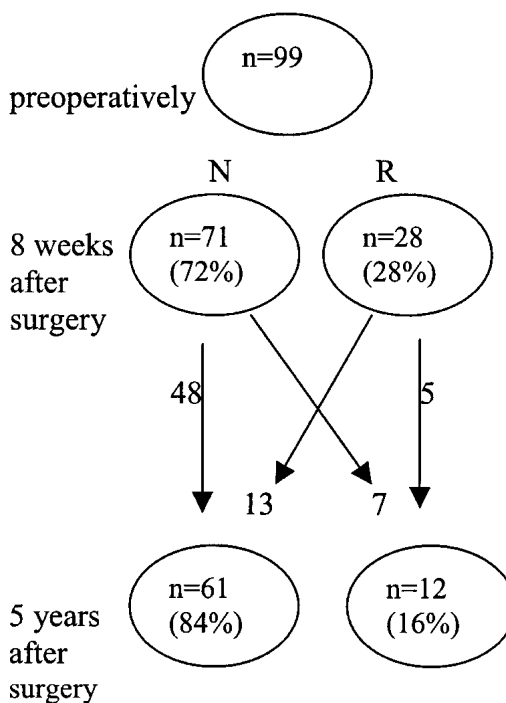 n=99
preoperatively
N R
8 weeks
after
surgery
n=71
(72%)
n=28
(28%)
48
5
13
7
5 years
after
surgery
n=61
(84%)
n=12
(16%)